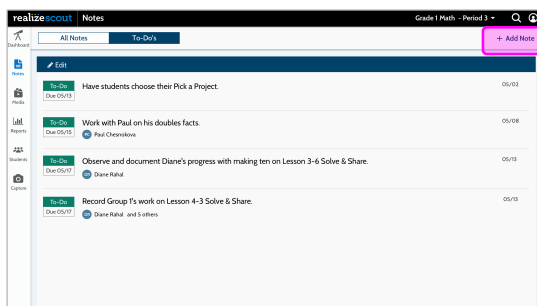 realizescout Notes Grade 1 Math - Period 3
Dashboard
Notes
Media
Reports
Students
Capture
All Notes To-Do's + Add Note
Edit
To-Do Have students choose their Pick a Project. 05/02
Due 05/13
To-Do Work with Paul on his doubles facts. 05/08
Due 05/15 PC Paul Chesnokova
To-Do Observe and document Diane's progress with making ten on Lesson 3-6 Solve & Share. 05/13
Due 05/17 DR Diane Rahal
To-Do Record Group 1's work on Lesson 4-3 Solve & Share. 05/13
Due 05/17 DR Diane Rahal and 5 others